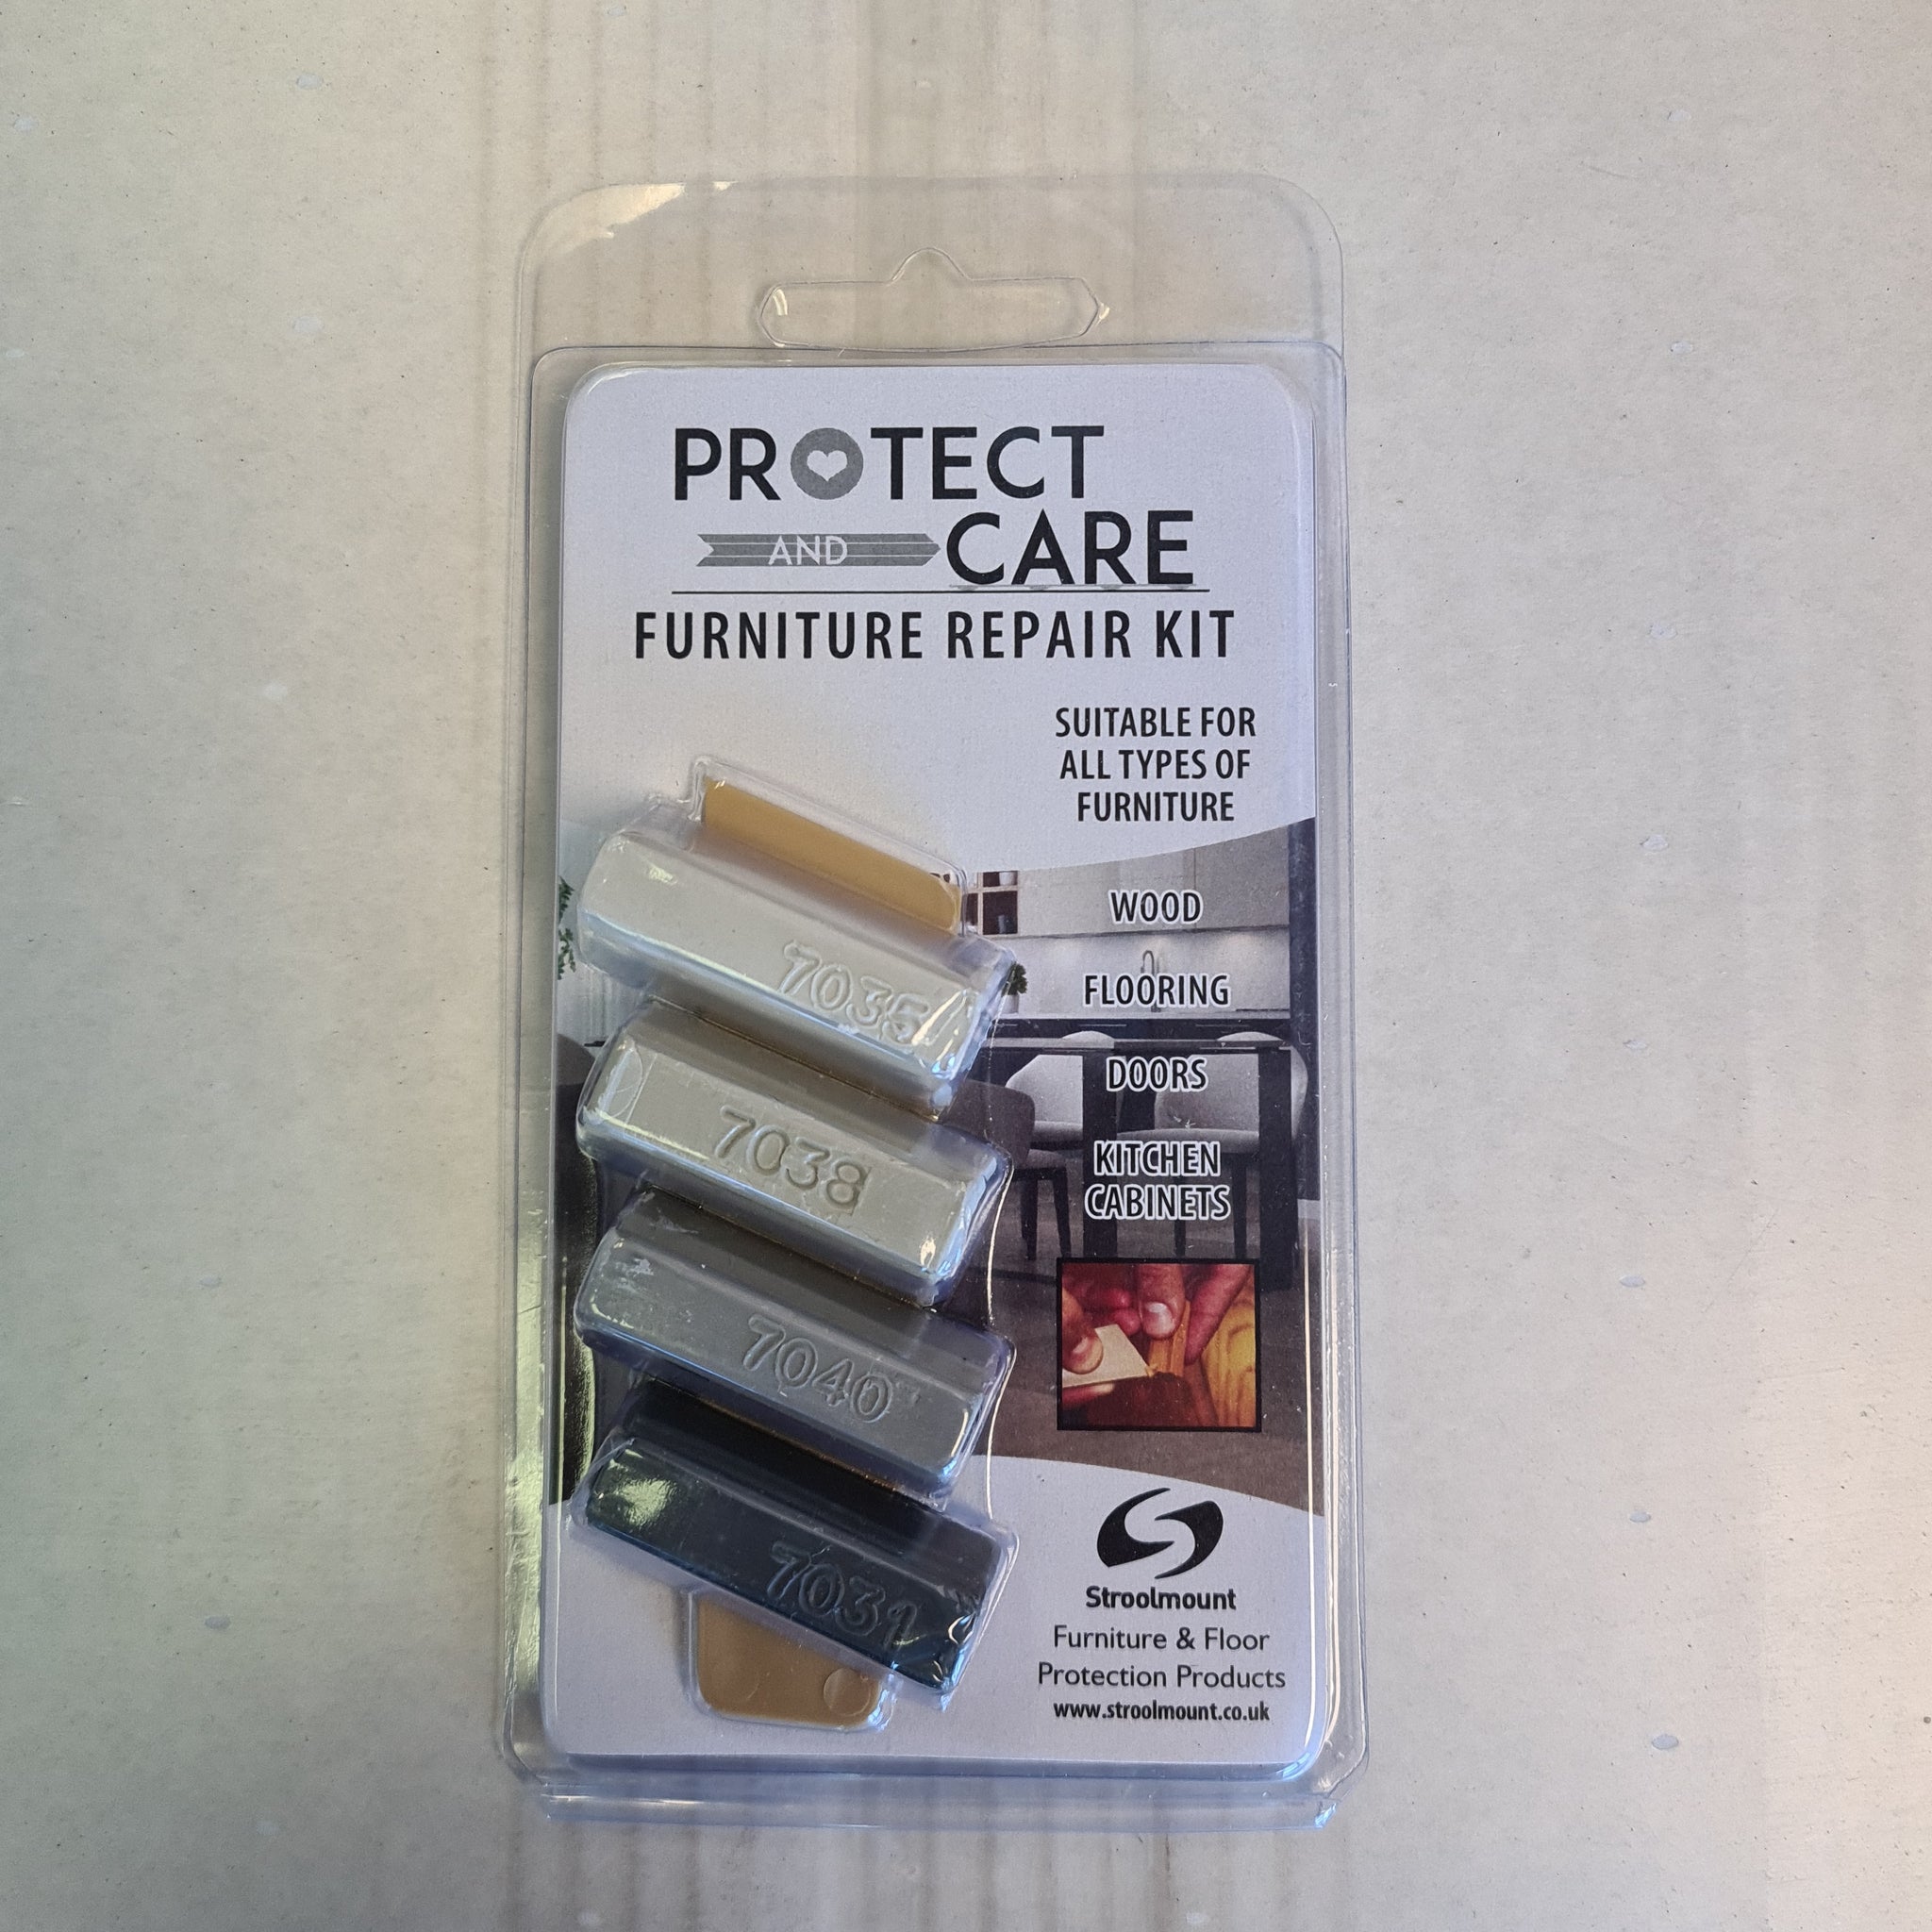 PROTECT
AND CARE
FURNITURE REPAIR KIT
SUITABLE FOR
ALL TYPES OF
FURNITURE
WOOD
FLOORING
DOORS
KITCHEN
CABINETS
7035
7038
7040
7031
Stroolmount
Furniture & Floor
Protection Products
www.stroolmount.co.uk